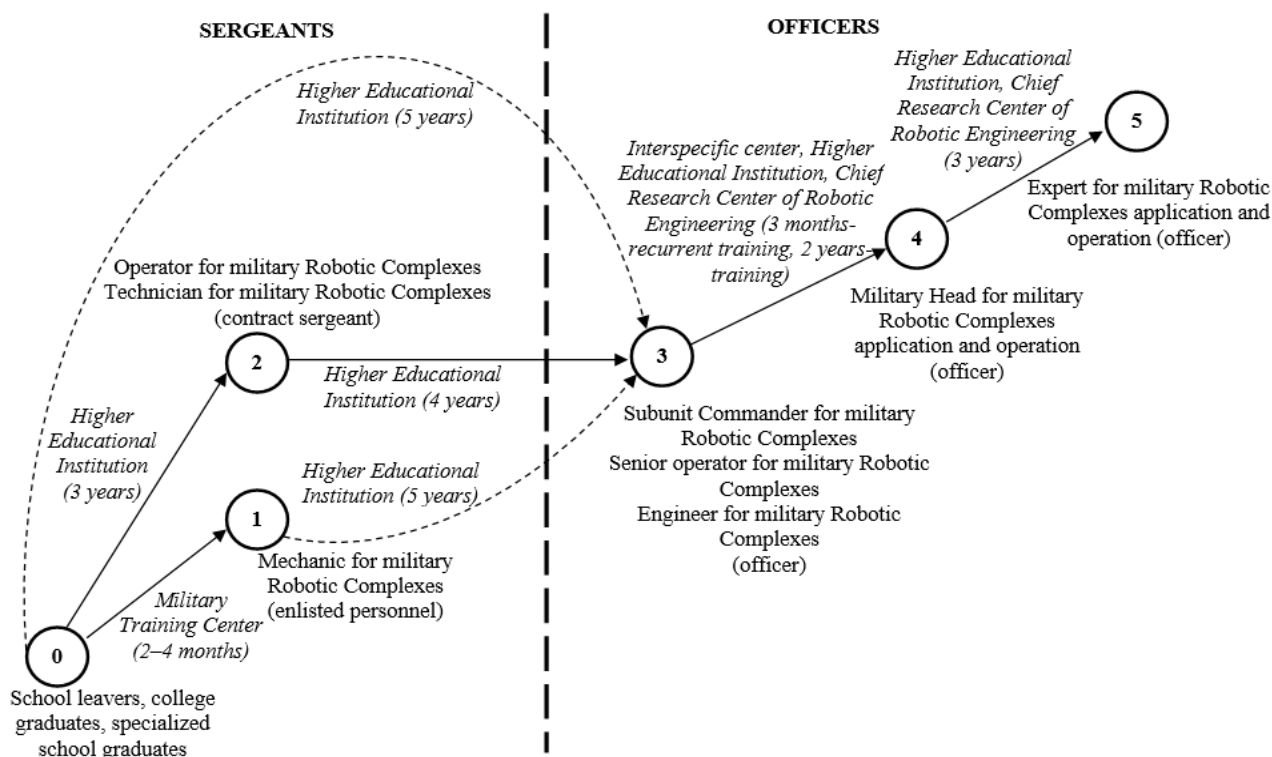 SERGEANTS
OFFICERS
Higher Educational
Institution (5 years)
Higher Educational
Institution, Chief
Research Center of
Robotic Engineering
(3 years)
5
Expert for military Robotic
Complexes application and
operation (officer)
Interspecific center, Higher
Educational Institution, Chief
Research Center of Robotic
Engineering (3 months-
recurrent training, 2 years-
training)
4
Military Head for military
Robotic Complexes
application and operation
(officer)
Operator for military Robotic Complexes
Technician for military Robotic Complexes
(contract sergeant)
2
Higher Educational
Institution (4 years)
3
Subunit Commander for military
Robotic Complexes
Senior operator for military Robotic
Complexes
Engineer for military Robotic
Complexes
(officer)
Higher
Educational
Institution
(3 years)
Higher Educational
Institution (5 years)
1
Mechanic for military
Robotic Complexes
(enlisted personnel)
Military
Training Center
(2–4 months)
0
School leavers, college
graduates, specialized
school graduates